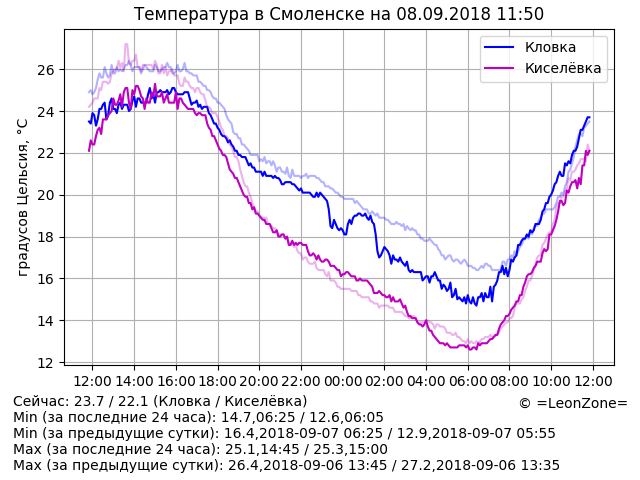 Температура в Смоленске на 08.09.2018 11:50
Кловка
Киселёвка
градусов Цельсия, °C
26
24
22
20
18
16
14
12
12:00 14:00 16:00 18:00 20:00 22:00 00:00 02:00 04:00 06:00 08:00 10:00 12:00
Сейчас: 23.7 / 22.1 (Кловка / Киселёвка)
© =LeonZone=
Min (за последние 24 часа): 14.7,06:25 / 12.6,06:05
Min (за предыдущие сутки): 16.4,2018-09-07 06:25 / 12.9,2018-09-07 05:55
Max (за последние 24 часа): 25.1,14:45 / 25.3,15:00
Max (за предыдущие сутки): 26.4,2018-09-06 13:45 / 27.2,2018-09-06 13:35